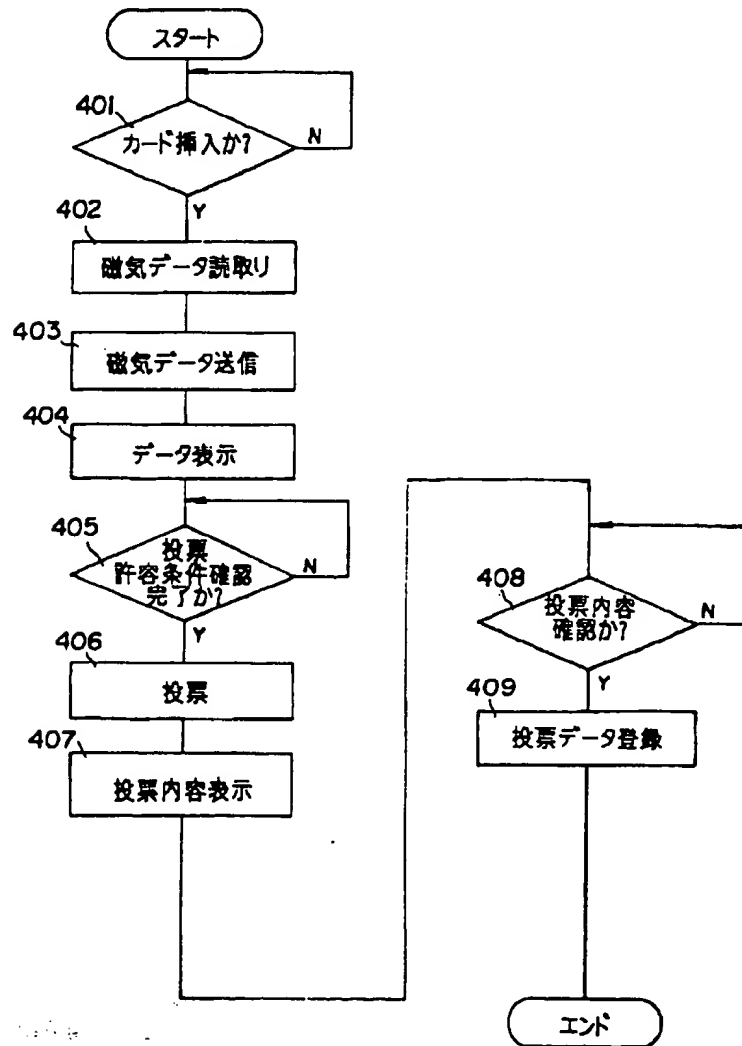 スタート
401
カード挿入か?
N
Y
402
磁気データ読取り
403
磁気データ送信
404
データ表示
405
投票
許容条件確認
完了か?
N
Y
406
投票
407
投票内容表示
408
投票内容
確認か?
N
Y
409
投票データ登録
エンド